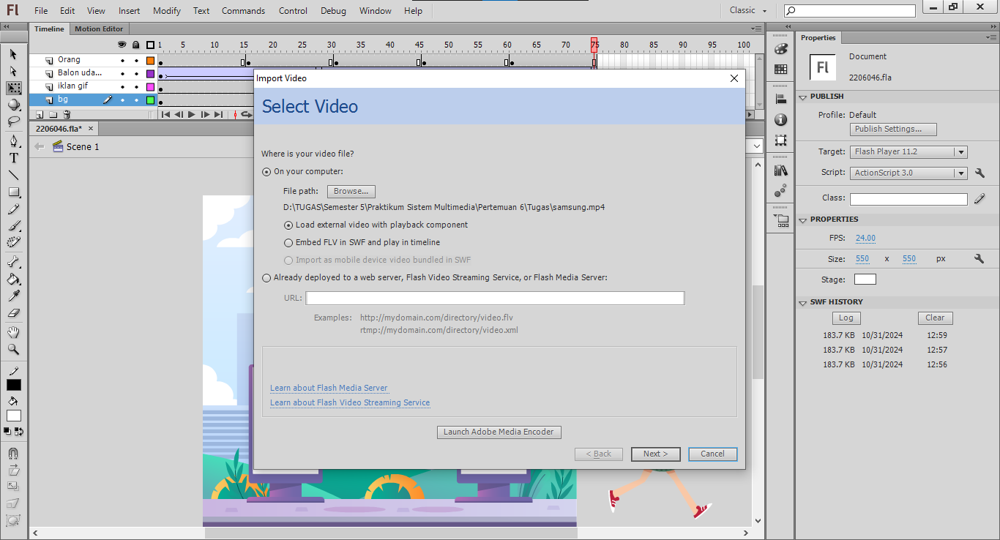 Fl File Edit View Insert Modify Text Commands Control Debug Window Help Classic
Timeline Motion Editor
1 5 10 15 20 25 30 35 40 45 50 55 60 65 70 75 80 85 90 95 100
Orang
Balon uda...
iklan gif
bg
2206046.fla*
Scene 1
Import Video
Select Video
Where is your video file?
On your computer:
File path: Browse...
D:\TUGAS\Semester 5\Praktikum Sistem Multimedia\Pertemuan 6\Tugas\samsung.mp4
Load external video with playback component
Embed FLV in SWF and play in timeline
Import as mobile device video bundled in SWF
Already deployed to a web server, Flash Video Streaming Service, or Flash Media Server:
URL:
Examples: http://mydomain.com/directory/video.flv
rtmp://mydomain.com/directory/video.xml
Learn about Flash Media Server
Learn about Flash Video Streaming Service
Launch Adobe Media Encoder
< Back Next > Cancel
Properties
Fl
Document
2206046.fla
PUBLISH
Profile: Default
Publish Settings...
Target: Flash Player 11.2
Script: ActionScript 3.0
Class:
PROPERTIES
FPS: 24.00
Size: 550 x 550 px
Stage:
SWF HISTORY
Log Clear
183.7 KB 10/31/2024 12:59
183.7 KB 10/31/2024 12:57
183.7 KB 10/31/2024 12:56